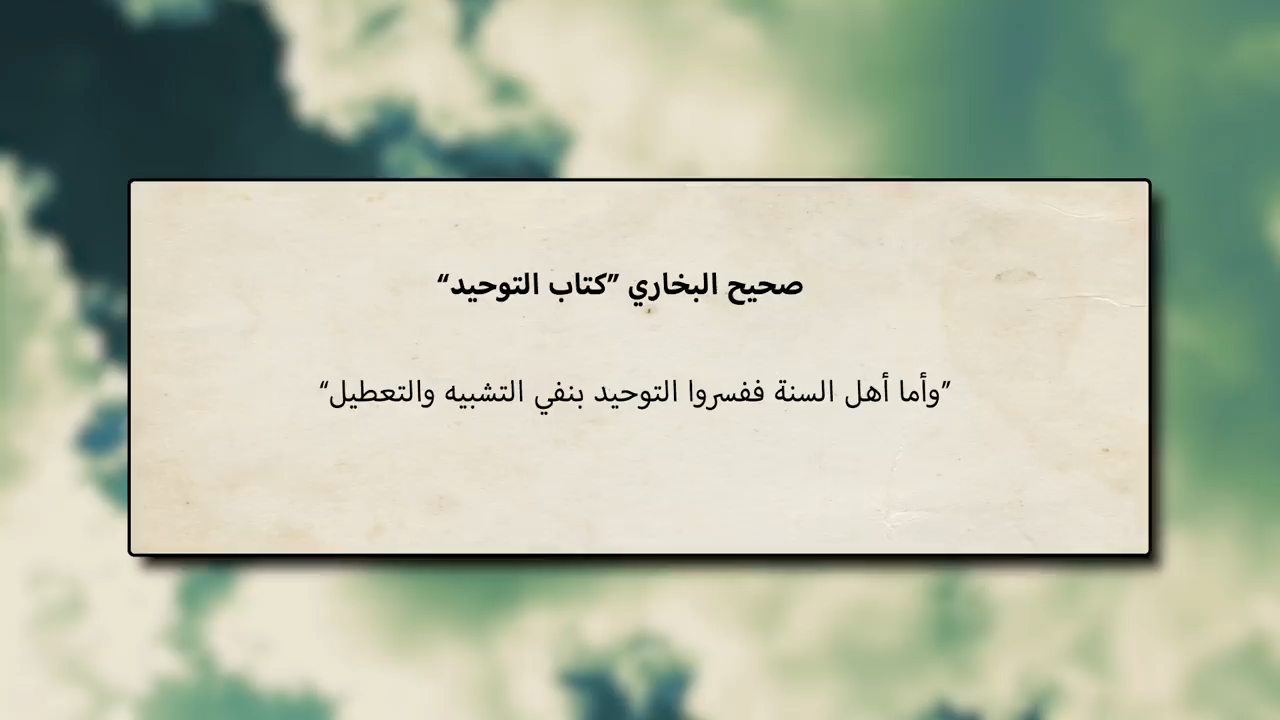 صحيح البخاري ”كتاب التوحيد“
”وأما أهل السنة ففسروا التوحيد بنفي التشبيه والتعطيل“